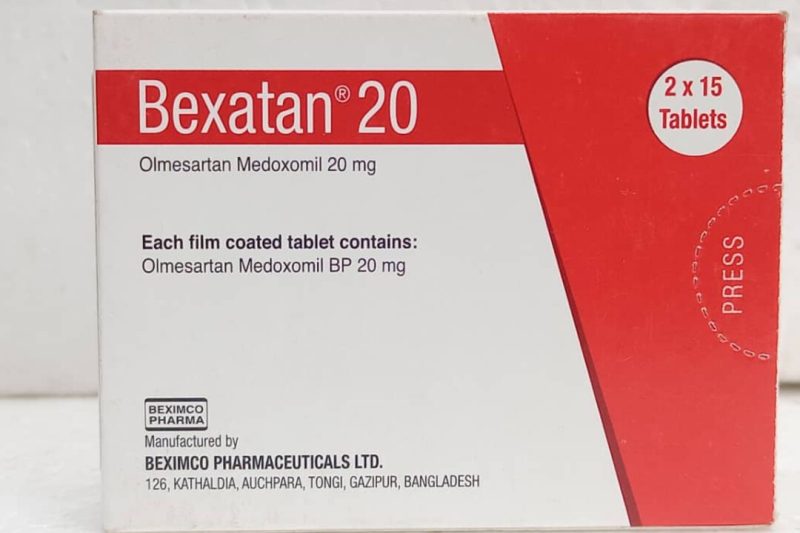 Bexatan® 20
2 x 15
Tablets
Olmesartan Medoxomil 20 mg
Each film coated tablet contains:
Olmesartan Medoxomil BP 20 mg
PRESS
BEXIMCO
PHARMA
Manufactured by
BEXIMCO PHARMACEUTICALS LTD.
126, KATHALDIA, AUCHPARA, TONGI, GAZIPUR, BANGLADESH